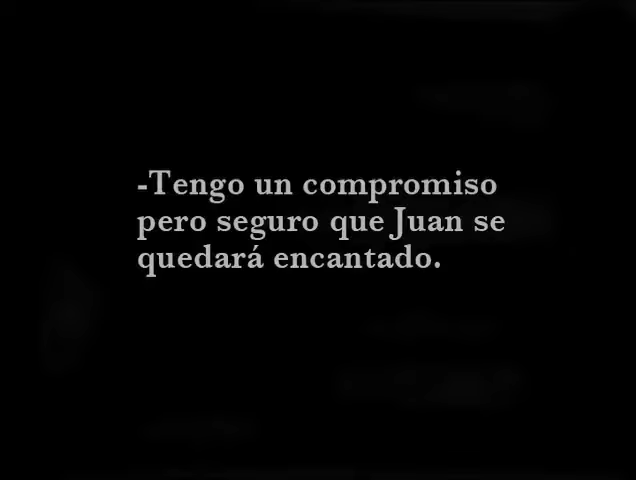 -Tengo un compromiso
pero seguro que Juan se
quedará encantado.